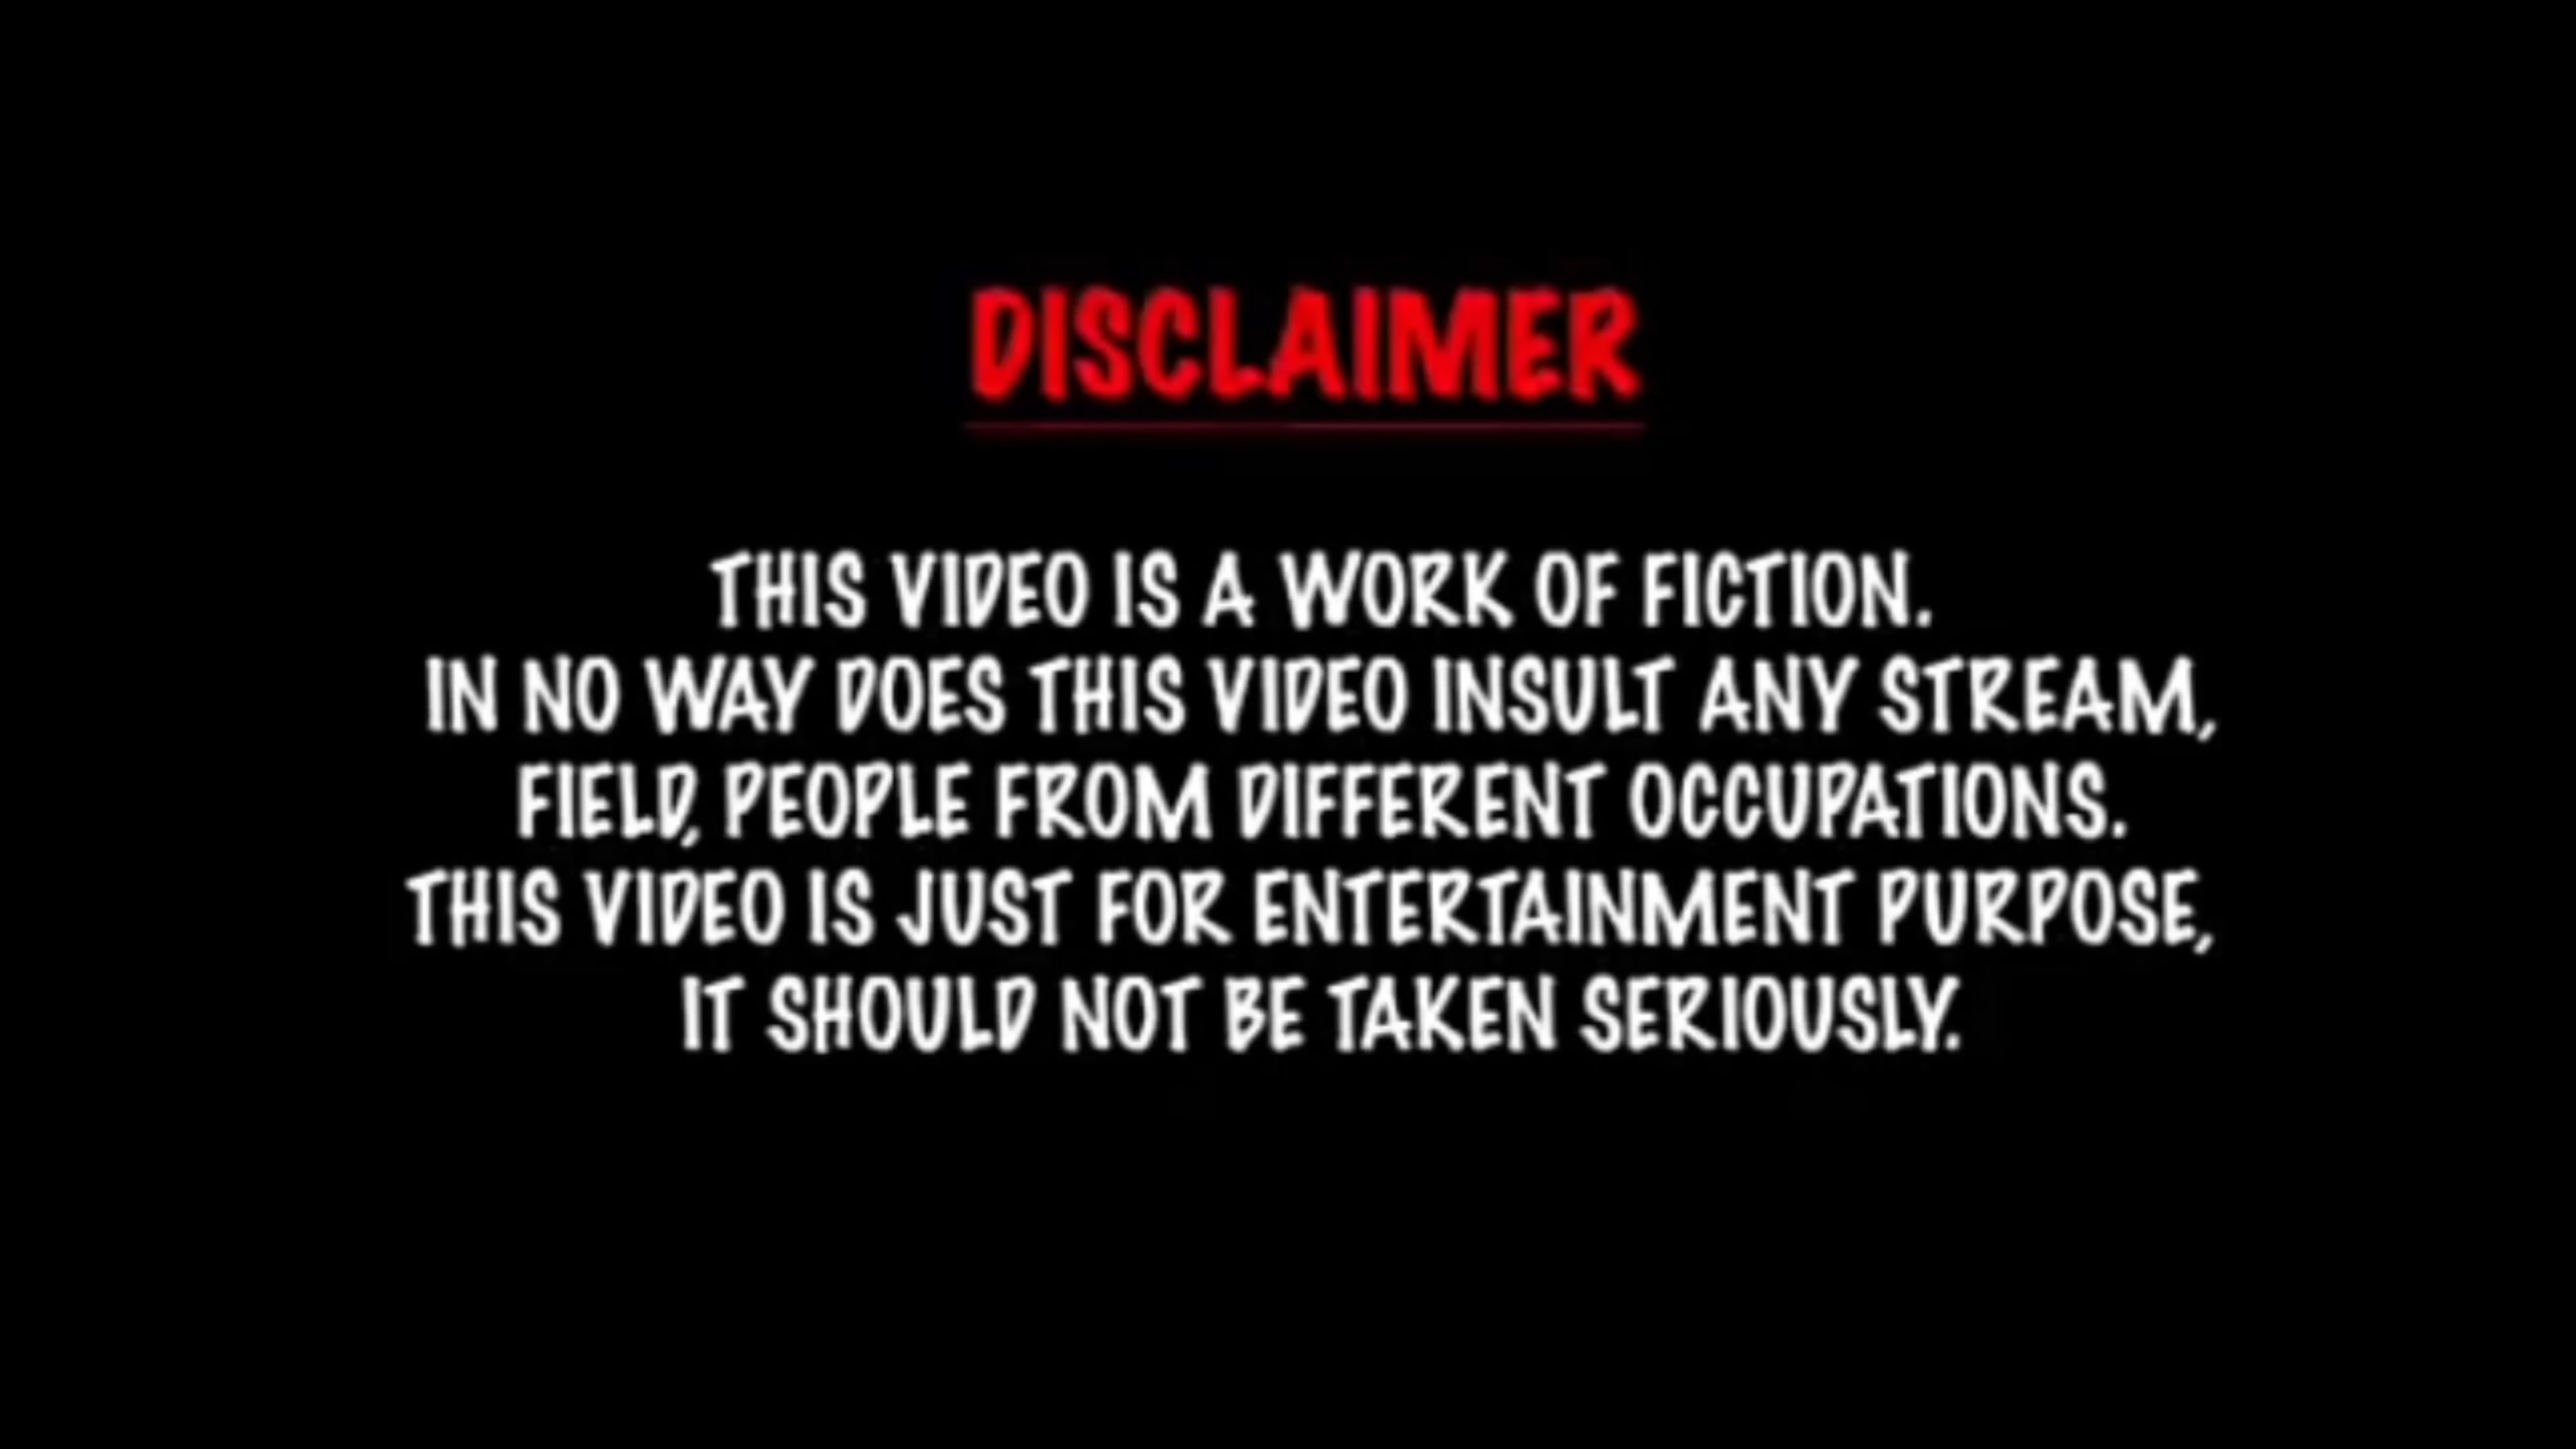 DISCLAIMER
THIS VIDEO IS A WORK OF FICTION.
IN NO WAY DOES THIS VIDEO INSULT ANY STREAM,
FIELD, PEOPLE FROM DIFFERENT OCCUPATIONS.
THIS VIDEO IS JUST FOR ENTERTAINMENT PURPOSE,
IT SHOULD NOT BE TAKEN SERIOUSLY.